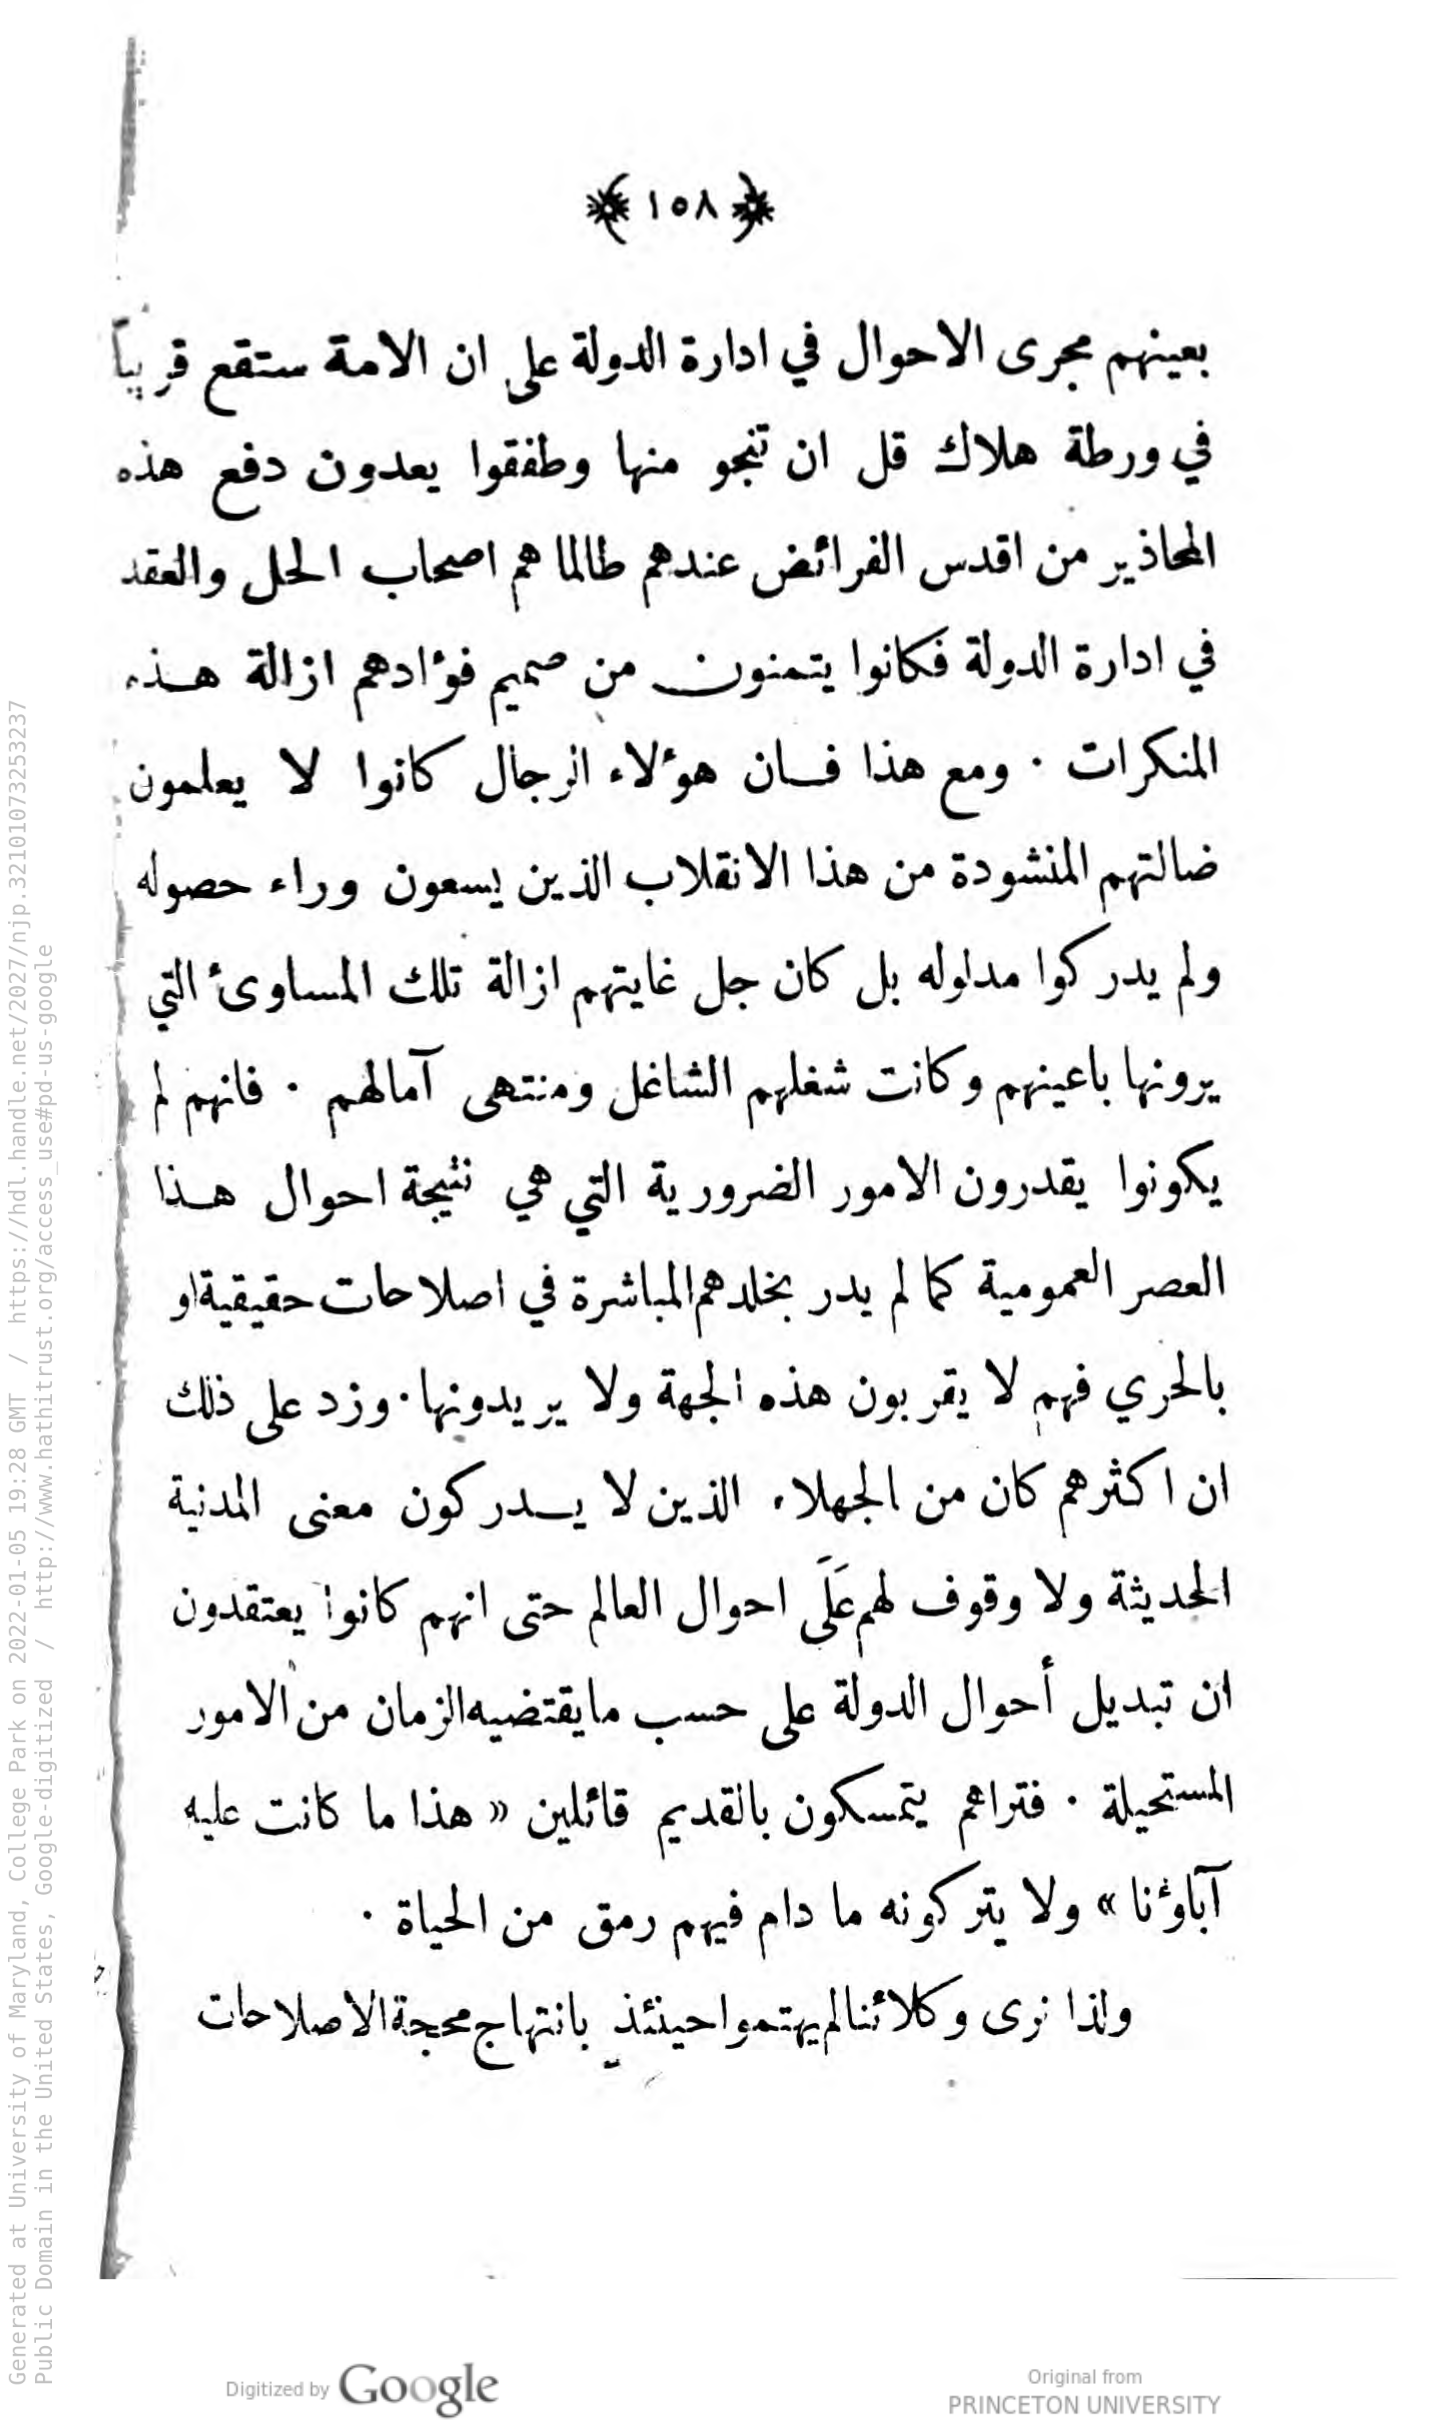 ١٥٨
بعينهم مجرى الاحوال في ادارة الدولة على ان الامة ستقع قريباً
في ورطة هلاك قل ان تنجو منها وطفقوا يعدون دفع هذه
المحاذير من اقدس الفرائض عندهم طالما هم اصحاب الحل والعقد
في ادارة الدولة فكانوا يتمنون من صميم فؤادهم ازالة هذه
المنكرات · ومع هذا فان هؤلاء الرجال كانوا لا يعلمون
ضالتهم المنشودة من هذا الانقلاب الذين يسعون وراء حصوله
ولم يدركوا مدلوله بل كان جل غايتهم ازالة تلك المساوئ التي
يرونها باعينهم وكانت شغلهم الشاغل ومنتهى آمالهم · فانهم لم
يكونوا يقدرون الامور الضرورية التي هي نتيجة احوال هذا
العصر العمومية كما لم يدر بخلدهم المباشرة في اصلاحات حقيقية او
بالحري فهم لا يقربون هذه الجهة ولا يريدونها · وزد على ذلك
ان اكثرهم كان من الجهلاء الذين لا يدركون معنى المدنية
الحديثة ولا وقوف لهم عَلَى احوال العالم حتى انهم كانوا يعتقدون
ان تبديل أحوال الدولة على حسب ما يقتضيه الزمان من الامور
المستحيلة · فتراهم يتمسكون بالقديم قائلين « هذا ما كانت عليه
آباؤنا » ولا يتركونه ما دام فيهم رمق من الحياة ·
ولذا نرى وكلائنا لم يهتموا حينئذٍ بانتهاج محجة الاصلاحات
Generated at University of Maryland, College Park on 2022-01-05 19:28 GMT / https://hdl.handle.net/2027/njp.32101073253237
Public Domain in the United States, Google-digitized / http://www.hathitrust.org/access_use#pd-us-google
Digitized by Google
Original from
PRINCETON UNIVERSITY